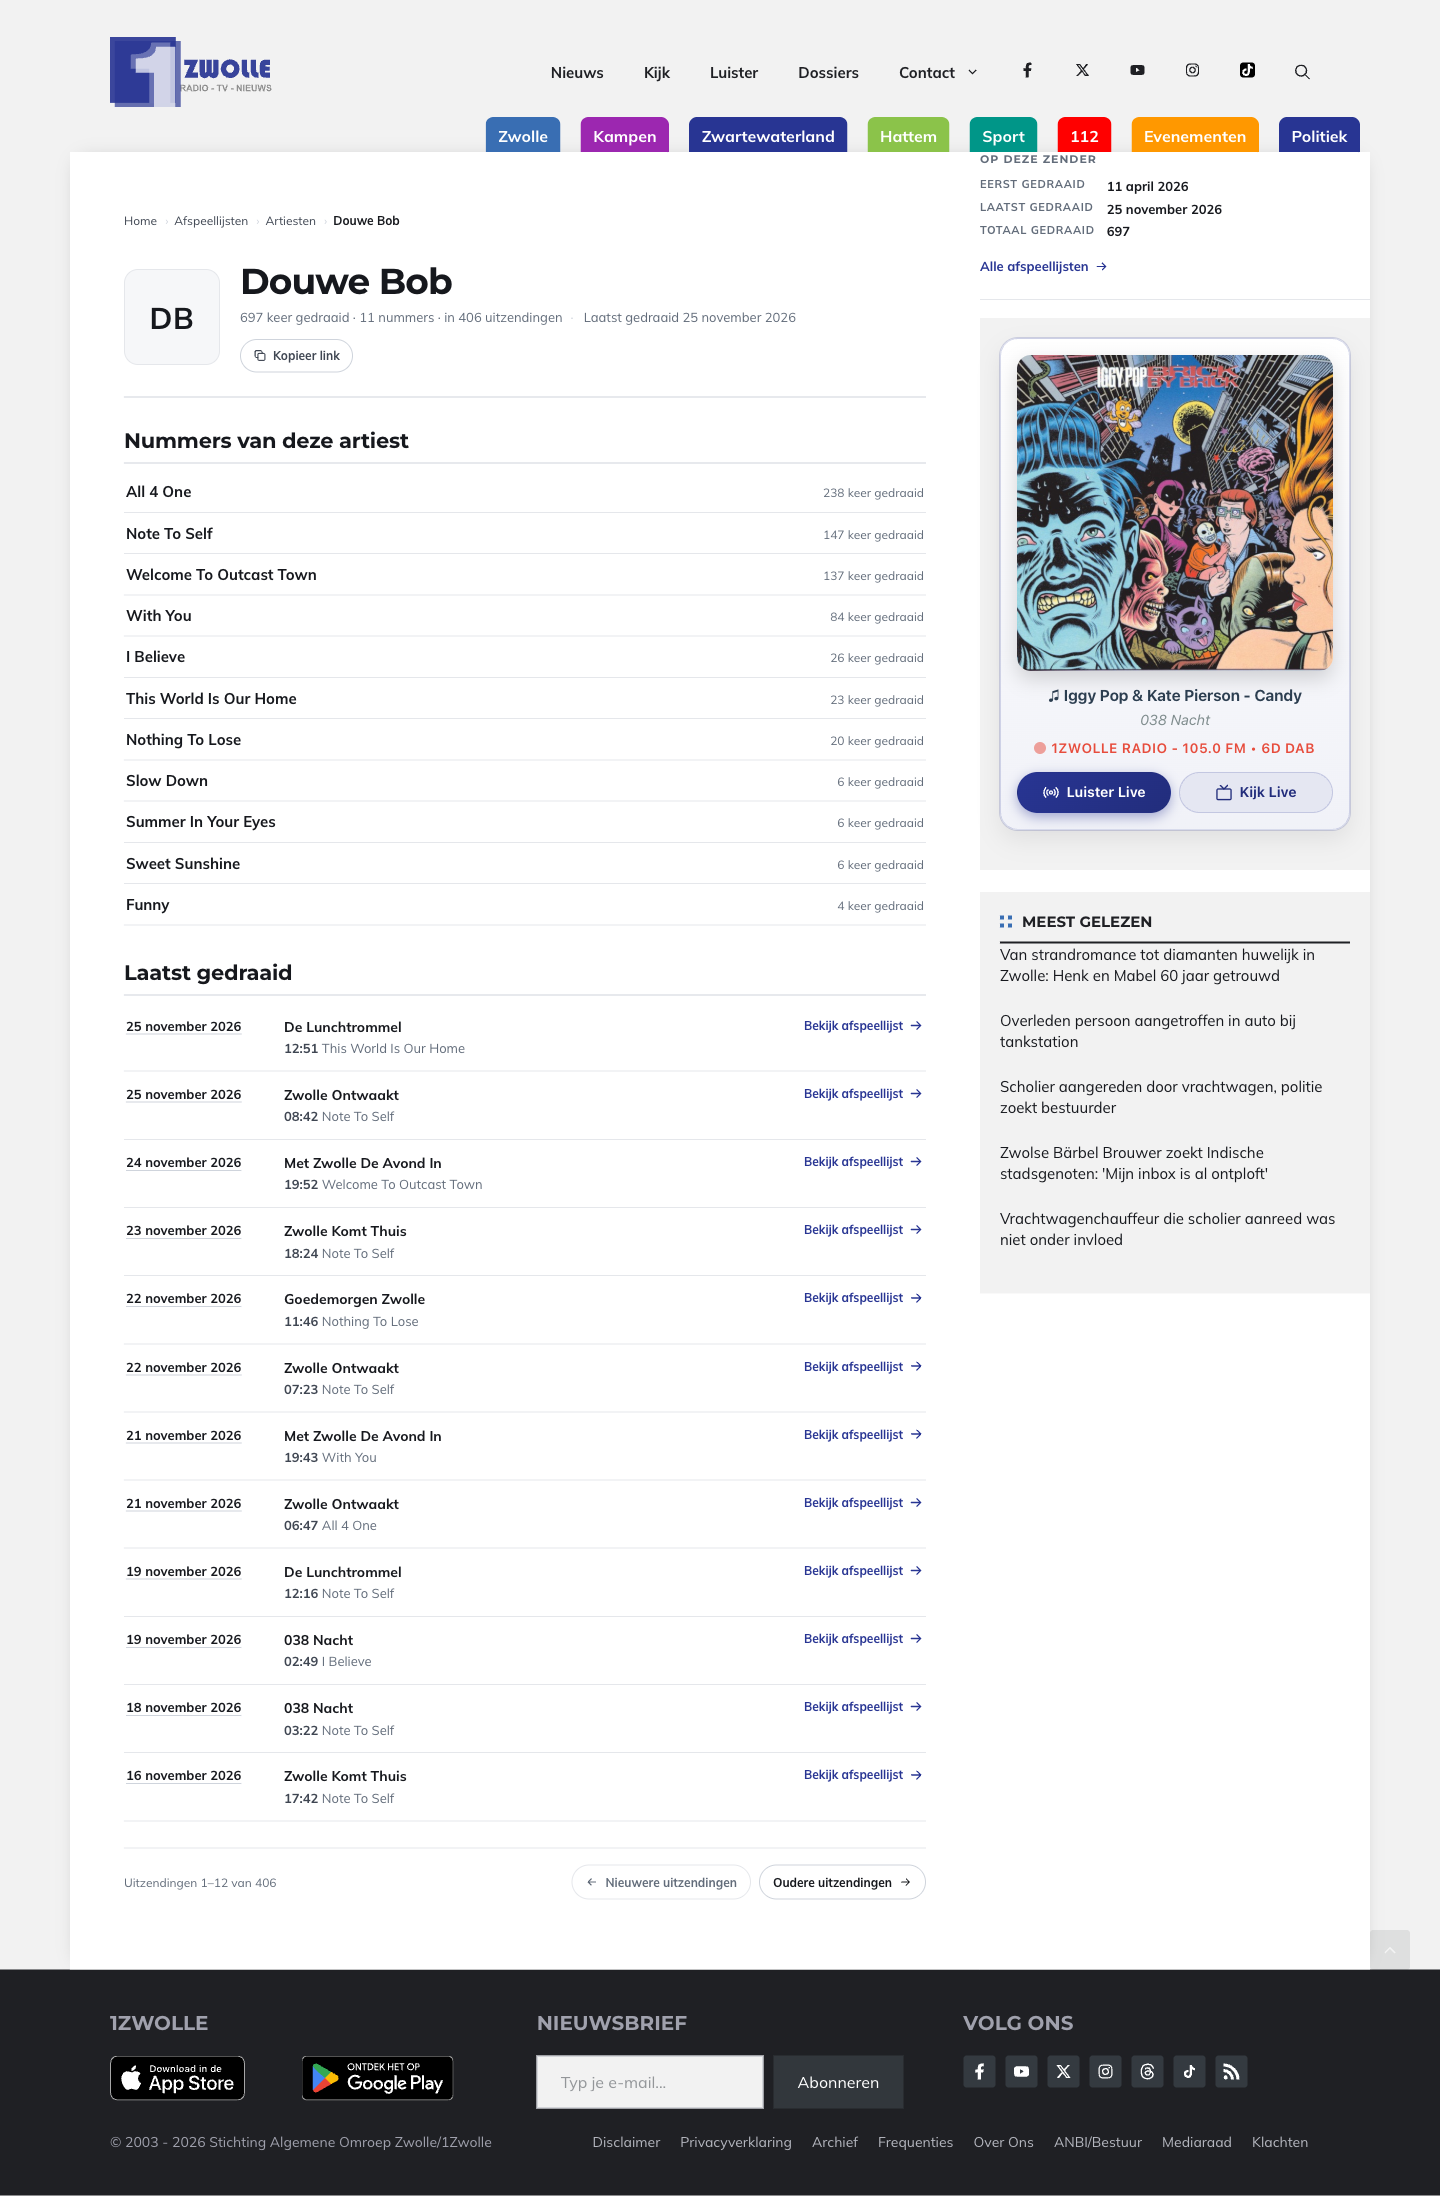 1
ZWOLLE
RADIO - TV - NIEUWS
Nieuws
Kijk
Luister
Dossiers
Contact
Zwolle
Kampen
Zwartewaterland
Hattem
Sport
112
Evenementen
Politiek
Home › Afspeellijsten › Artiesten › Douwe Bob
DB
Douwe Bob
697 keer gedraaid · 11 nummers · in 406 uitzendingen · Laatst gedraaid 25 november 2026
Kopieer link
Nummers van deze artiest
All 4 One 238 keer gedraaid
Note To Self 147 keer gedraaid
Welcome To Outcast Town 137 keer gedraaid
With You 84 keer gedraaid
I Believe 26 keer gedraaid
This World Is Our Home 23 keer gedraaid
Nothing To Lose 20 keer gedraaid
Slow Down 6 keer gedraaid
Summer In Your Eyes 6 keer gedraaid
Sweet Sunshine 6 keer gedraaid
Funny 4 keer gedraaid
Laatst gedraaid
25 november 2026 De Lunchtrommel Bekijk afspeellijst →
12:51 This World Is Our Home
25 november 2026 Zwolle Ontwaakt Bekijk afspeellijst →
08:42 Note To Self
24 november 2026 Met Zwolle De Avond In Bekijk afspeellijst →
19:52 Welcome To Outcast Town
23 november 2026 Zwolle Komt Thuis Bekijk afspeellijst →
18:24 Note To Self
22 november 2026 Goedemorgen Zwolle Bekijk afspeellijst →
11:46 Nothing To Lose
22 november 2026 Zwolle Ontwaakt Bekijk afspeellijst →
07:23 Note To Self
21 november 2026 Met Zwolle De Avond In Bekijk afspeellijst →
19:43 With You
21 november 2026 Zwolle Ontwaakt Bekijk afspeellijst →
06:47 All 4 One
19 november 2026 De Lunchtrommel Bekijk afspeellijst →
12:16 Note To Self
19 november 2026 038 Nacht Bekijk afspeellijst →
02:49 I Believe
18 november 2026 038 Nacht Bekijk afspeellijst →
03:22 Note To Self
16 november 2026 Zwolle Komt Thuis Bekijk afspeellijst →
17:42 Note To Self
Uitzendingen 1–12 van 406
← Nieuwere uitzendingen
Oudere uitzendingen →
OP DEZE ZENDER
EERST GEDRAAID 11 april 2026
LAATST GEDRAAID 25 november 2026
TOTAAL GEDRAAID 697
Alle afspeellijsten →
IGGY POP BRICK
BY BRICK
♫ Iggy Pop & Kate Pierson - Candy
038 Nacht
1ZWOLLE RADIO - 105.0 FM • 6D DAB
Luister Live
Kijk Live
MEEST GELEZEN
Van strandromance tot diamanten huwelijk in
Zwolle: Henk en Mabel 60 jaar getrouwd
Overleden persoon aangetroffen in auto bij
tankstation
Scholier aangereden door vrachtwagen, politie
zoekt bestuurder
Zwolse Bärbel Brouwer zoekt Indische
stadsgenoten: 'Mijn inbox is al ontploft'
Vrachtwagenchauffeur die scholier aanreed was
niet onder invloed
1ZWOLLE
Download in de
App Store
ONTDEK HET OP
Google Play
NIEUWSBRIEF
Typ je e-mail...
Abonneren
VOLG ONS
© 2003 - 2026 Stichting Algemene Omroep Zwolle/1Zwolle
Disclaimer
Privacyverklaring
Archief
Frequenties
Over Ons
ANBI/Bestuur
Mediaraad
Klachten